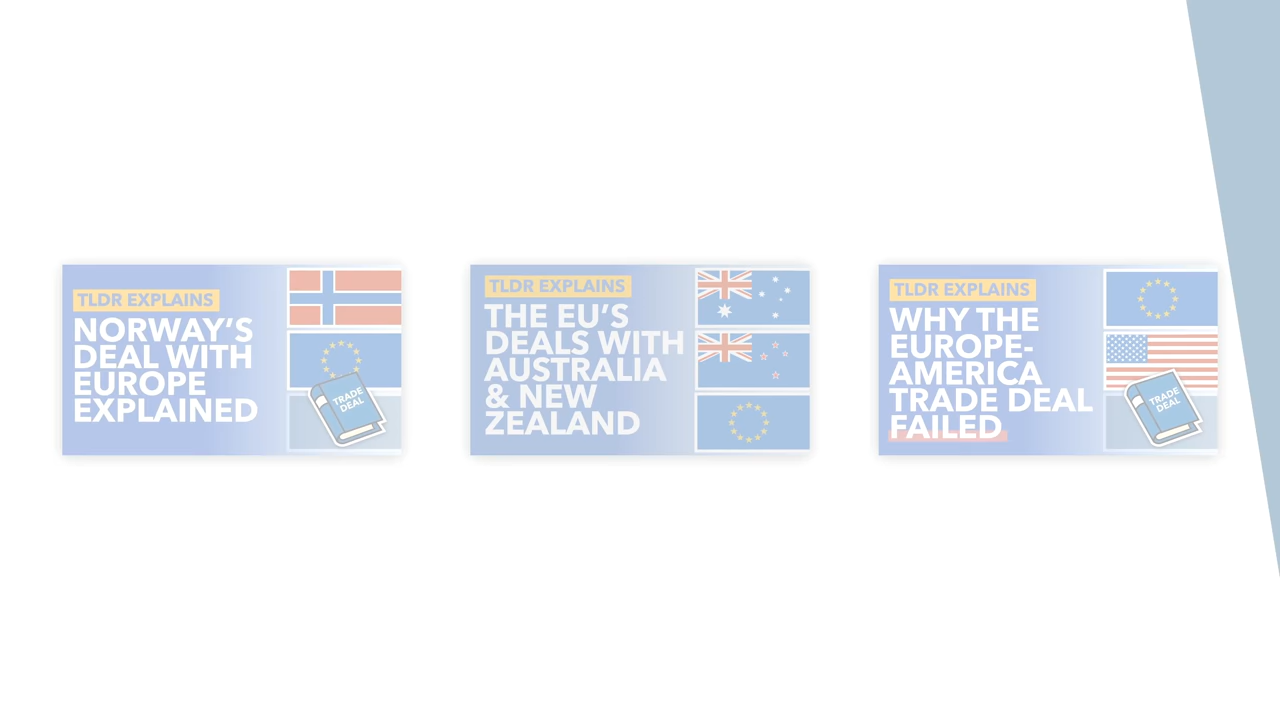 TLDR EXPLAINS
NORWAY'S
DEAL WITH
EUROPE
EXPLAINED
TRADE
DEAL
TLDR EXPLAINS
THE EU'S
DEALS WITH
AUSTRALIA
& NEW
ZEALAND
TLDR EXPLAINS
WHY THE
EUROPE-
AMERICA
TRADE DEAL
FAILED
TRADE
DEAL